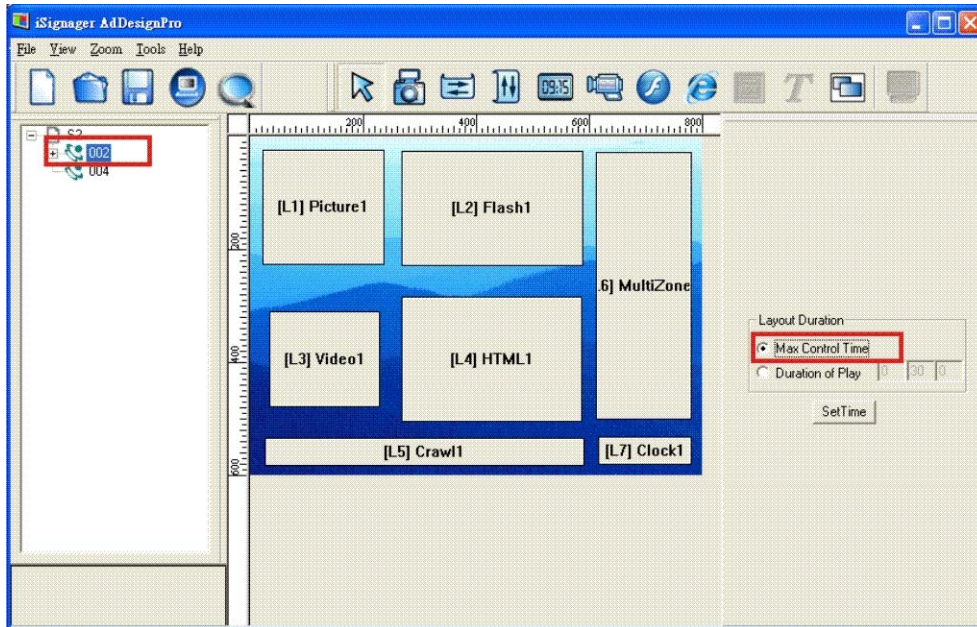 iSignager AdDesignPro
File View Zoom Tools Help
09:15
T
S2
002
004
200 400 600 800
200
400
600
[L1] Picture1
[L2] Flash1
.6] MultiZone
[L3] Video1
[L4] HTML1
[L5] Crawl1
[L7] Clock1
Layout Duration
Max Control Time
Duration of Play 0 30 0
SetTime